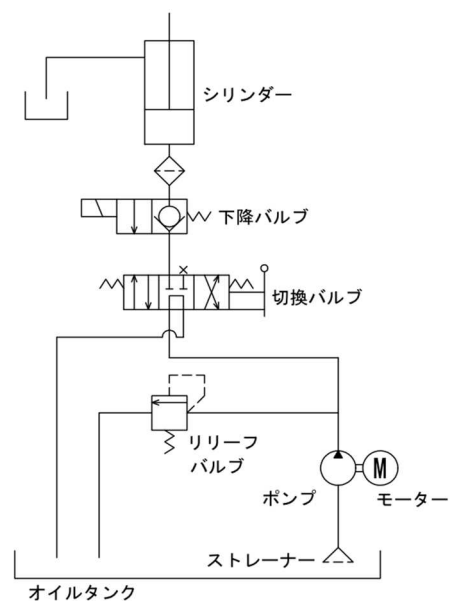 シリンダー
下降バルブ
切換バルブ
リリーフ
バルブ
M
ポンプ
モーター
ストレーナー
オイルタンク